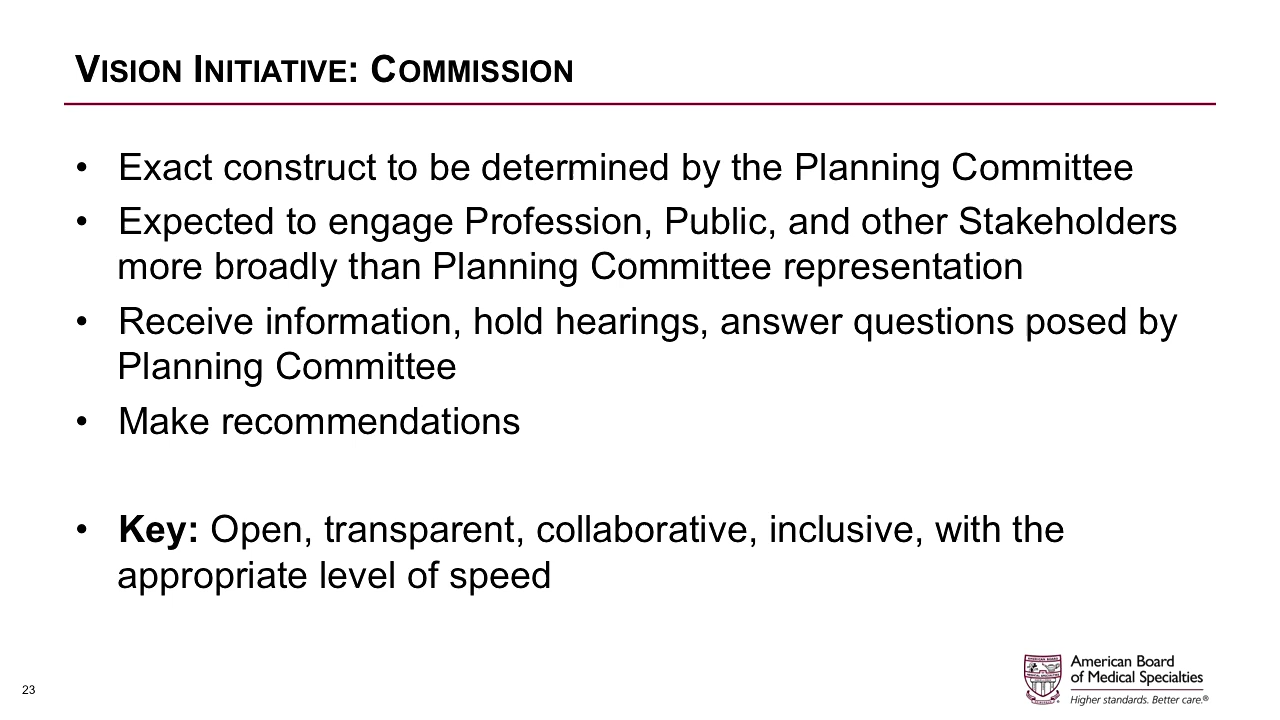 VISION INITIATIVE: COMMISSION
• Exact construct to be determined by the Planning Committee
• Expected to engage Profession, Public, and other Stakeholders
more broadly than Planning Committee representation
• Receive information, hold hearings, answer questions posed by
Planning Committee
• Make recommendations
• Key: Open, transparent, collaborative, inclusive, with the
appropriate level of speed
23
American Board
of Medical Specialties
Higher standards. Better care.®